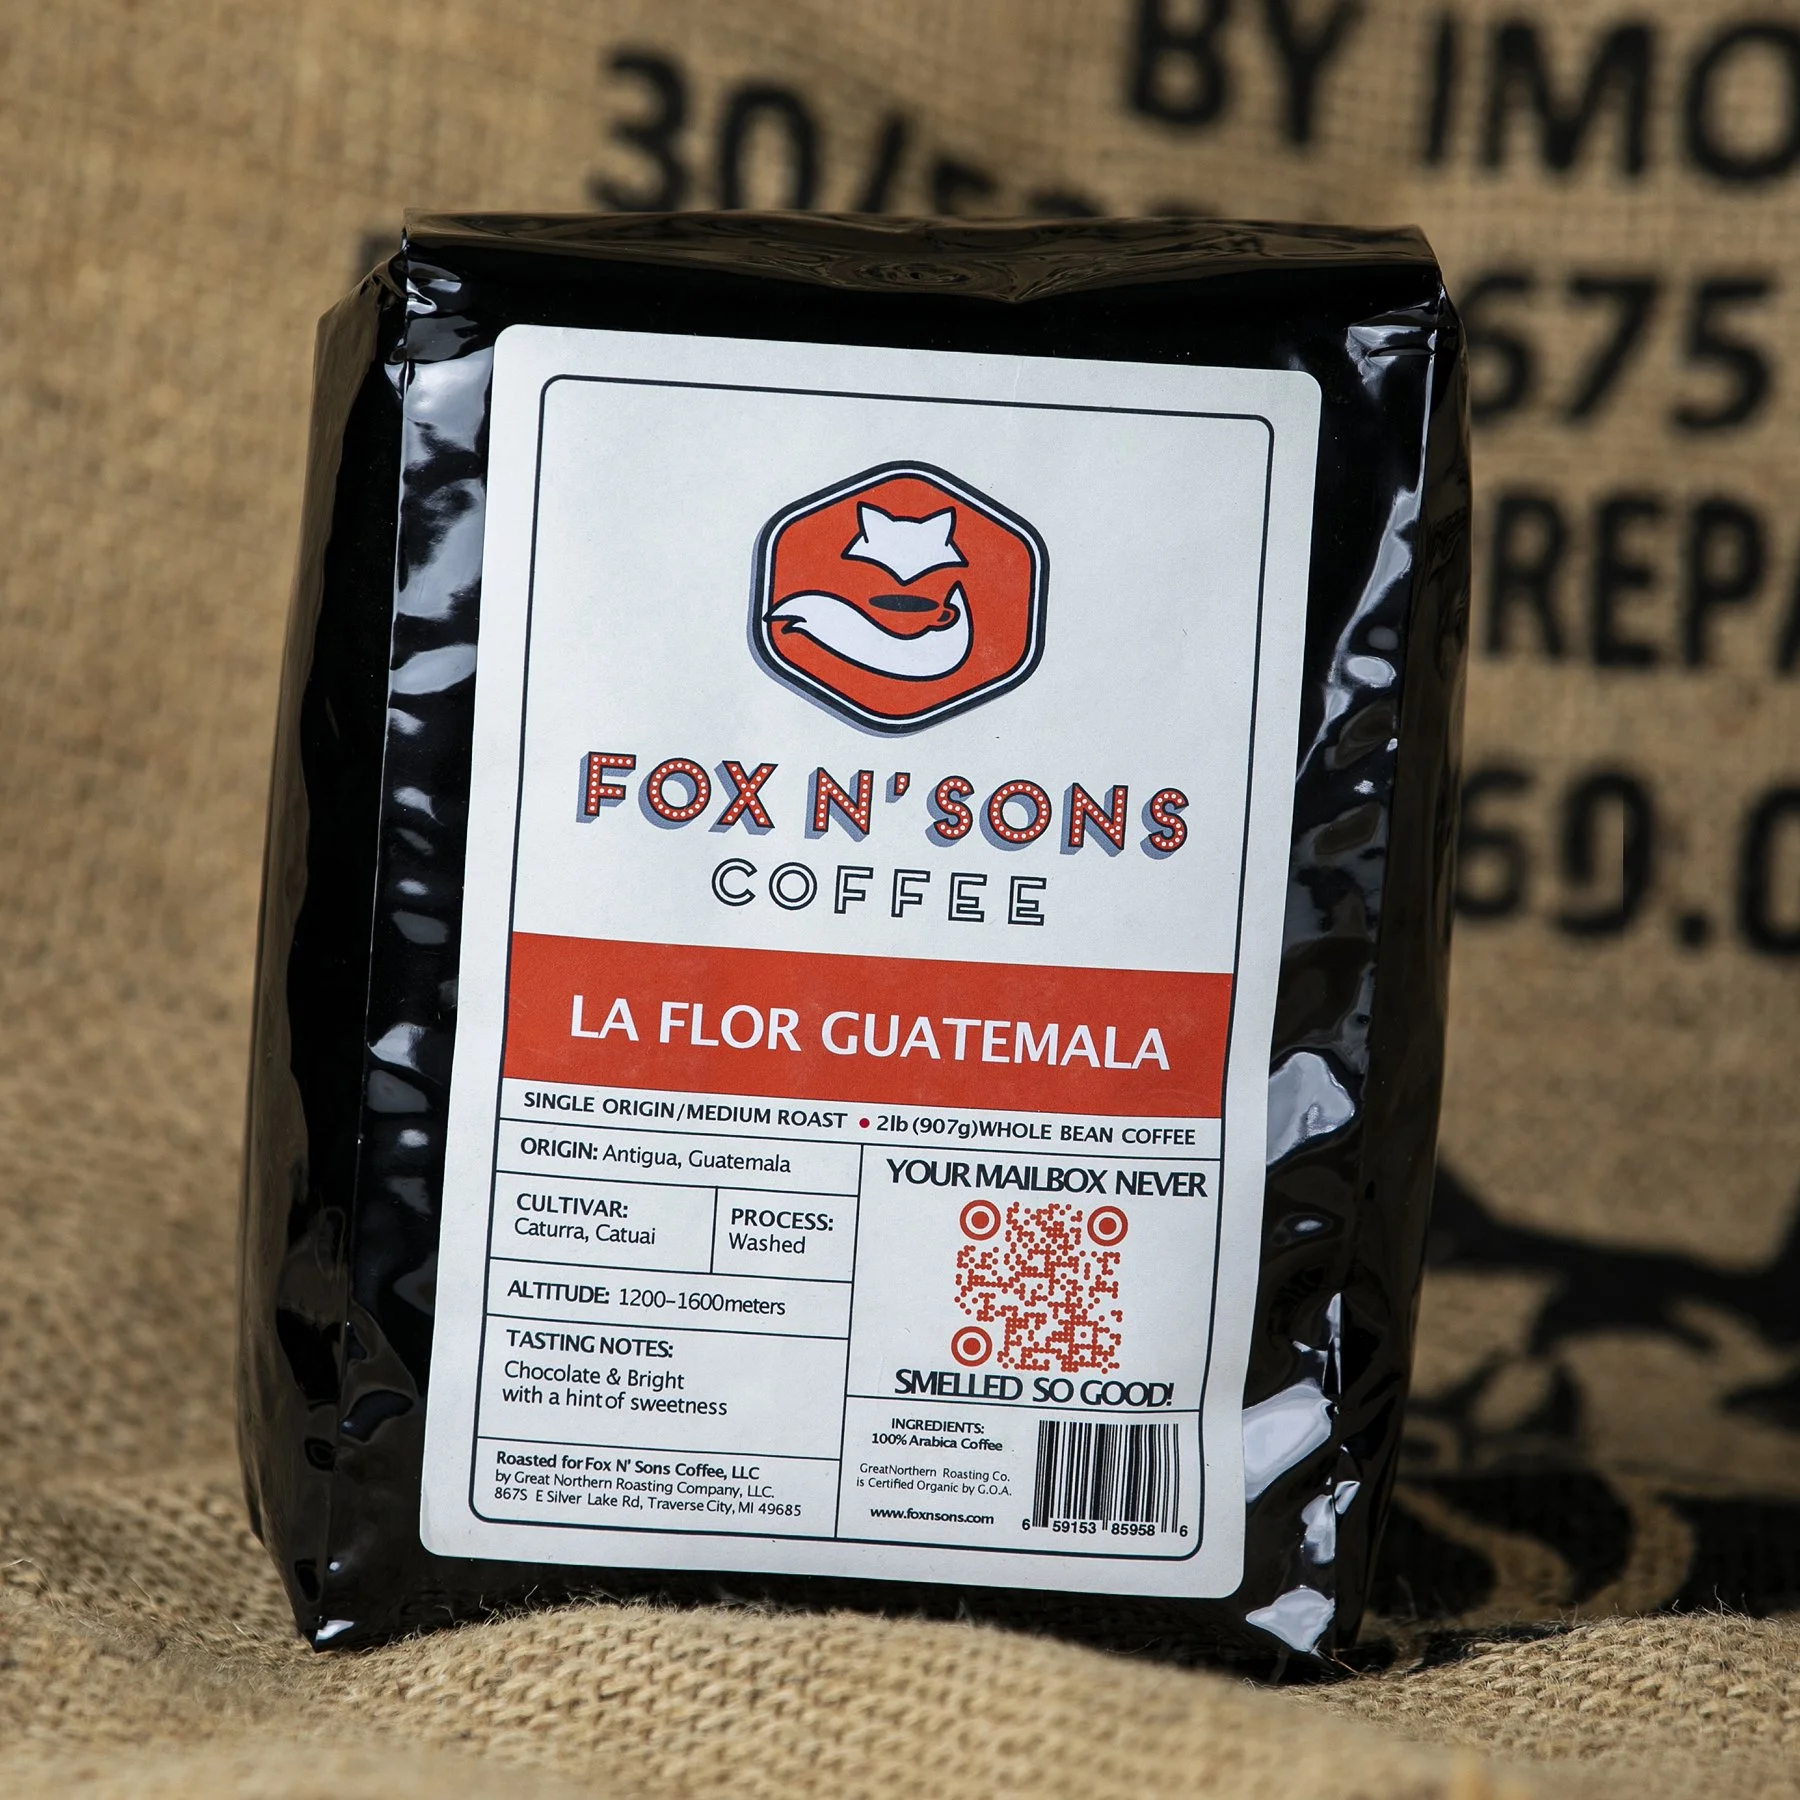 BY IMO
30/
675
REPA
69.0
FOX N' SONS
COFFEE
LA FLOR GUATEMALA
SINGLE ORIGIN/MEDIUM ROAST • 2lb (907g) WHOLE BEAN COFFEE
ORIGIN: Antigua, Guatemala
CULTIVAR:
Caturra, Catuai
PROCESS:
Washed
ALTITUDE: 1200-1600meters
TASTING NOTES:
Chocolate & Bright
with a hint of sweetness
Roasted for Fox N' Sons Coffee, LLC
by Great Northern Roasting Company, LLC.
867S E Silver Lake Rd, Traverse City, MI 49685
YOUR MAILBOX NEVER
SMELLED SO GOOD!
INGREDIENTS:
100% Arabica Coffee
GreatNorthern Roasting Co.
is Certified Organic by G.O.A.
www.foxnsons.com
6 59153 85958 6